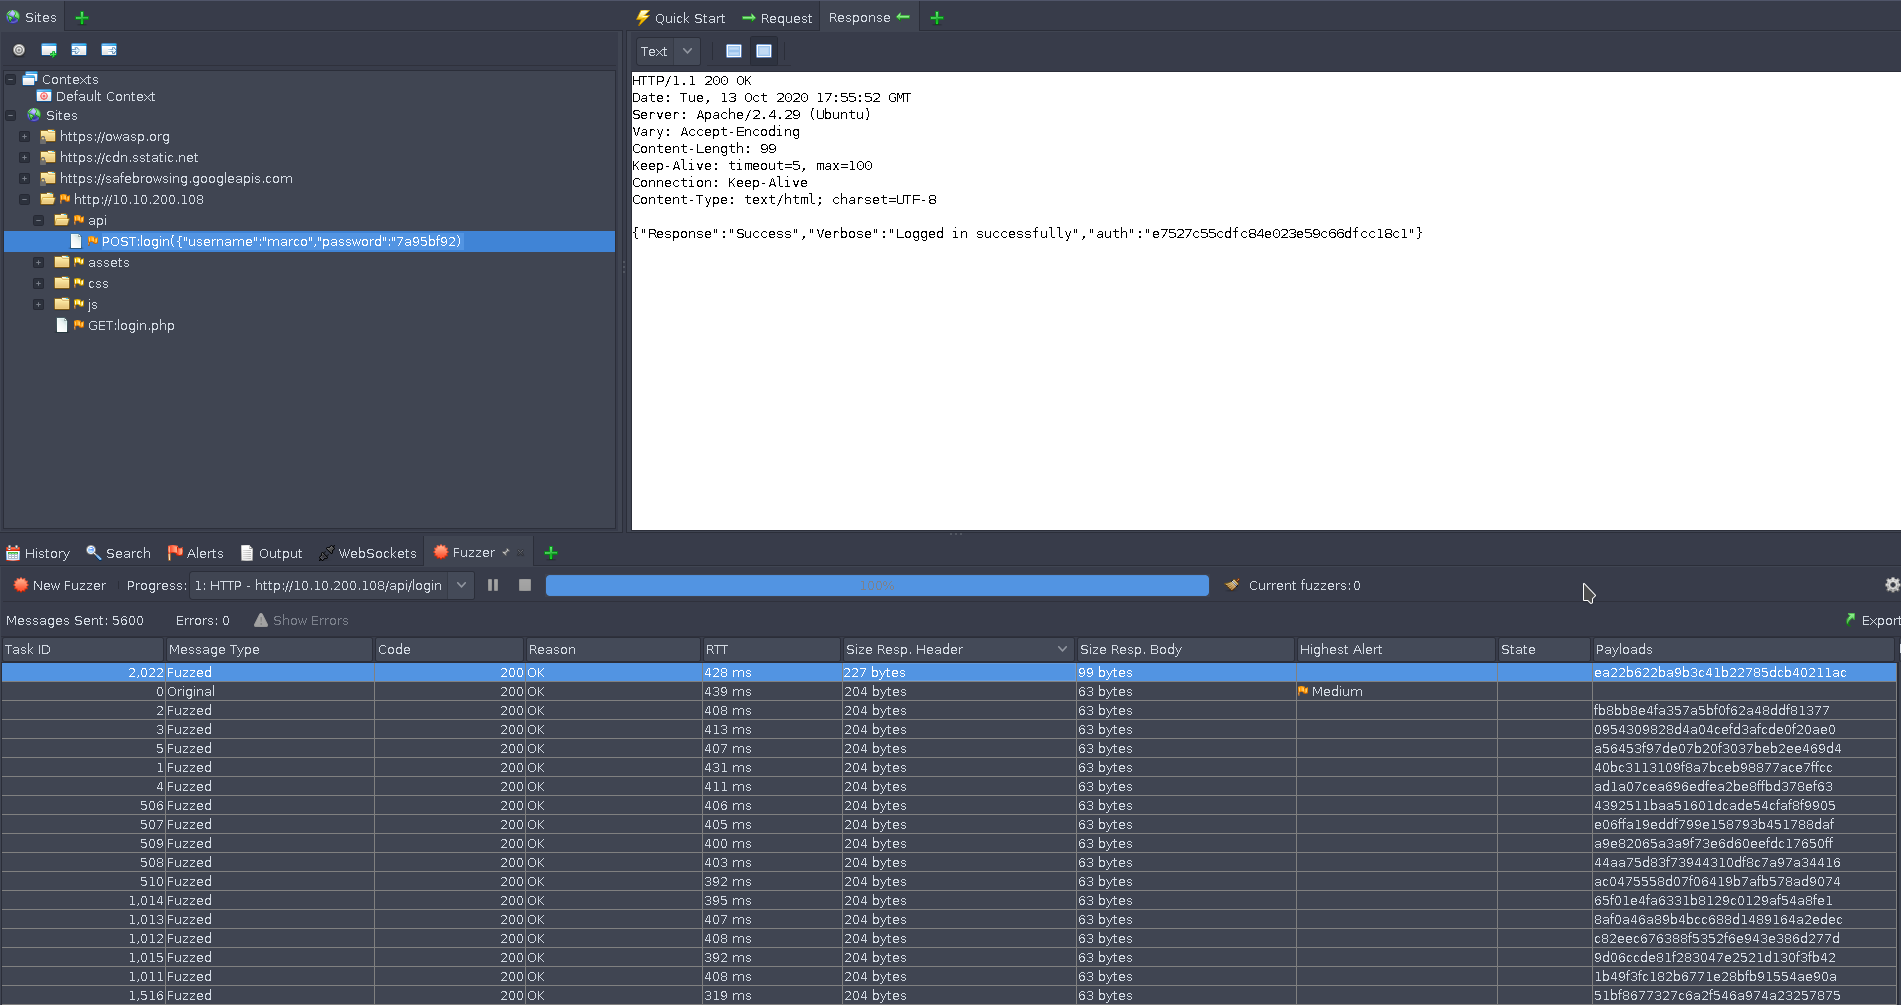 Sites
Quick Start Request Response
Text
Contexts
Default Context
Sites
https://owasp.org
https://cdn.sstatic.net
https://safebrowsing.googleapis.com
http://10.10.200.108
api
POST:login({"username":"marco","password":"7a95bf92)
assets
css
js
GET:login.php
HTTP/1.1 200 OK
Date: Tue, 13 Oct 2020 17:55:52 GMT
Server: Apache/2.4.29 (Ubuntu)
Vary: Accept-Encoding
Content-Length: 99
Keep-Alive: timeout=5, max=100
Connection: Keep-Alive
Content-Type: text/html; charset=UTF-8
{"Response":"Success","Verbose":"Logged in successfully","auth":"e7527c55cdfc84e023e59c66dfcc18c1"}
History Search Alerts Output WebSockets Fuzzer
New Fuzzer Progress: 1: HTTP - http://10.10.200.108/api/login 100% Current fuzzers:0
Messages Sent: 5600 Errors: 0 Show Errors Export
Task ID Message Type Code Reason RTT Size Resp. Header Size Resp. Body Highest Alert State Payloads
2,022 Fuzzed 200 OK 428 ms 227 bytes 99 bytes ea22b622ba9b3c41b22785dcb40211ac
0 Original 200 OK 439 ms 204 bytes 63 bytes Medium
2 Fuzzed 200 OK 408 ms 204 bytes 63 bytes fb8bb8e4fa357a5bf0f62a48ddf81377
3 Fuzzed 200 OK 413 ms 204 bytes 63 bytes 0954309828d4a04cefd3afcde0f20ae0
5 Fuzzed 200 OK 407 ms 204 bytes 63 bytes a56453f97de07b20f3037beb2ee469d4
1 Fuzzed 200 OK 431 ms 204 bytes 63 bytes 40bc3113109f8a7bceb98877ace7ffcc
4 Fuzzed 200 OK 411 ms 204 bytes 63 bytes ad1a07cea696edfea2be8ffbd378ef63
506 Fuzzed 200 OK 406 ms 204 bytes 63 bytes 4392511baa51601dcade54cfaf8f9905
507 Fuzzed 200 OK 405 ms 204 bytes 63 bytes e06ffa19eddf799e158793b451788daf
509 Fuzzed 200 OK 400 ms 204 bytes 63 bytes a9e82065a3a9f73e6d60eefdc17650ff
508 Fuzzed 200 OK 403 ms 204 bytes 63 bytes 44aa75d83f73944310df8c7a97a34416
510 Fuzzed 200 OK 392 ms 204 bytes 63 bytes ac0475558d07f06419b7afb578ad9074
1,014 Fuzzed 200 OK 395 ms 204 bytes 63 bytes 65f01e4fa6331b8129c0129af54a8fe1
1,013 Fuzzed 200 OK 407 ms 204 bytes 63 bytes 8af0a46a89b4bcc688d1489164a2edec
1,012 Fuzzed 200 OK 408 ms 204 bytes 63 bytes c82eec676388f5352f6e943e386d277d
1,015 Fuzzed 200 OK 392 ms 204 bytes 63 bytes 9d06ccde81f283047e2521d130f3fb42
1,011 Fuzzed 200 OK 408 ms 204 bytes 63 bytes 1b49f3fc182b6771e28bfb91554ae90a
1,516 Fuzzed 200 OK 319 ms 204 bytes 63 bytes 51bf8677327c6a2f546a974a23257875